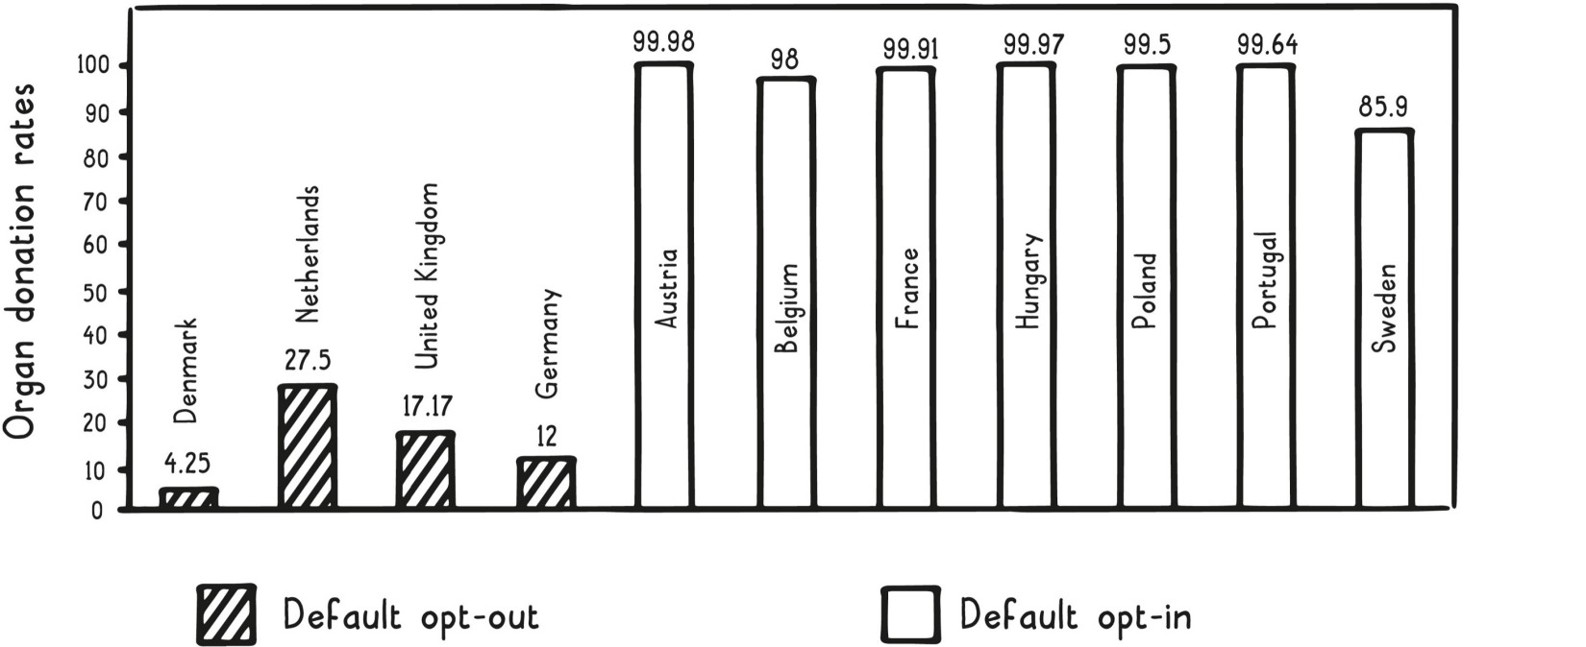 Organ donation rates
100
90
80
70
60
50
40
30
20
10
0
Denmark
4.25
Netherlands
27.5
United Kingdom
17.17
Germany
12
99.98
Austria
98
Belgium
99.91
France
99.97
Hungary
99.5
Poland
99.64
Portugal
85.9
Sweden
Default opt-out
Default opt-in